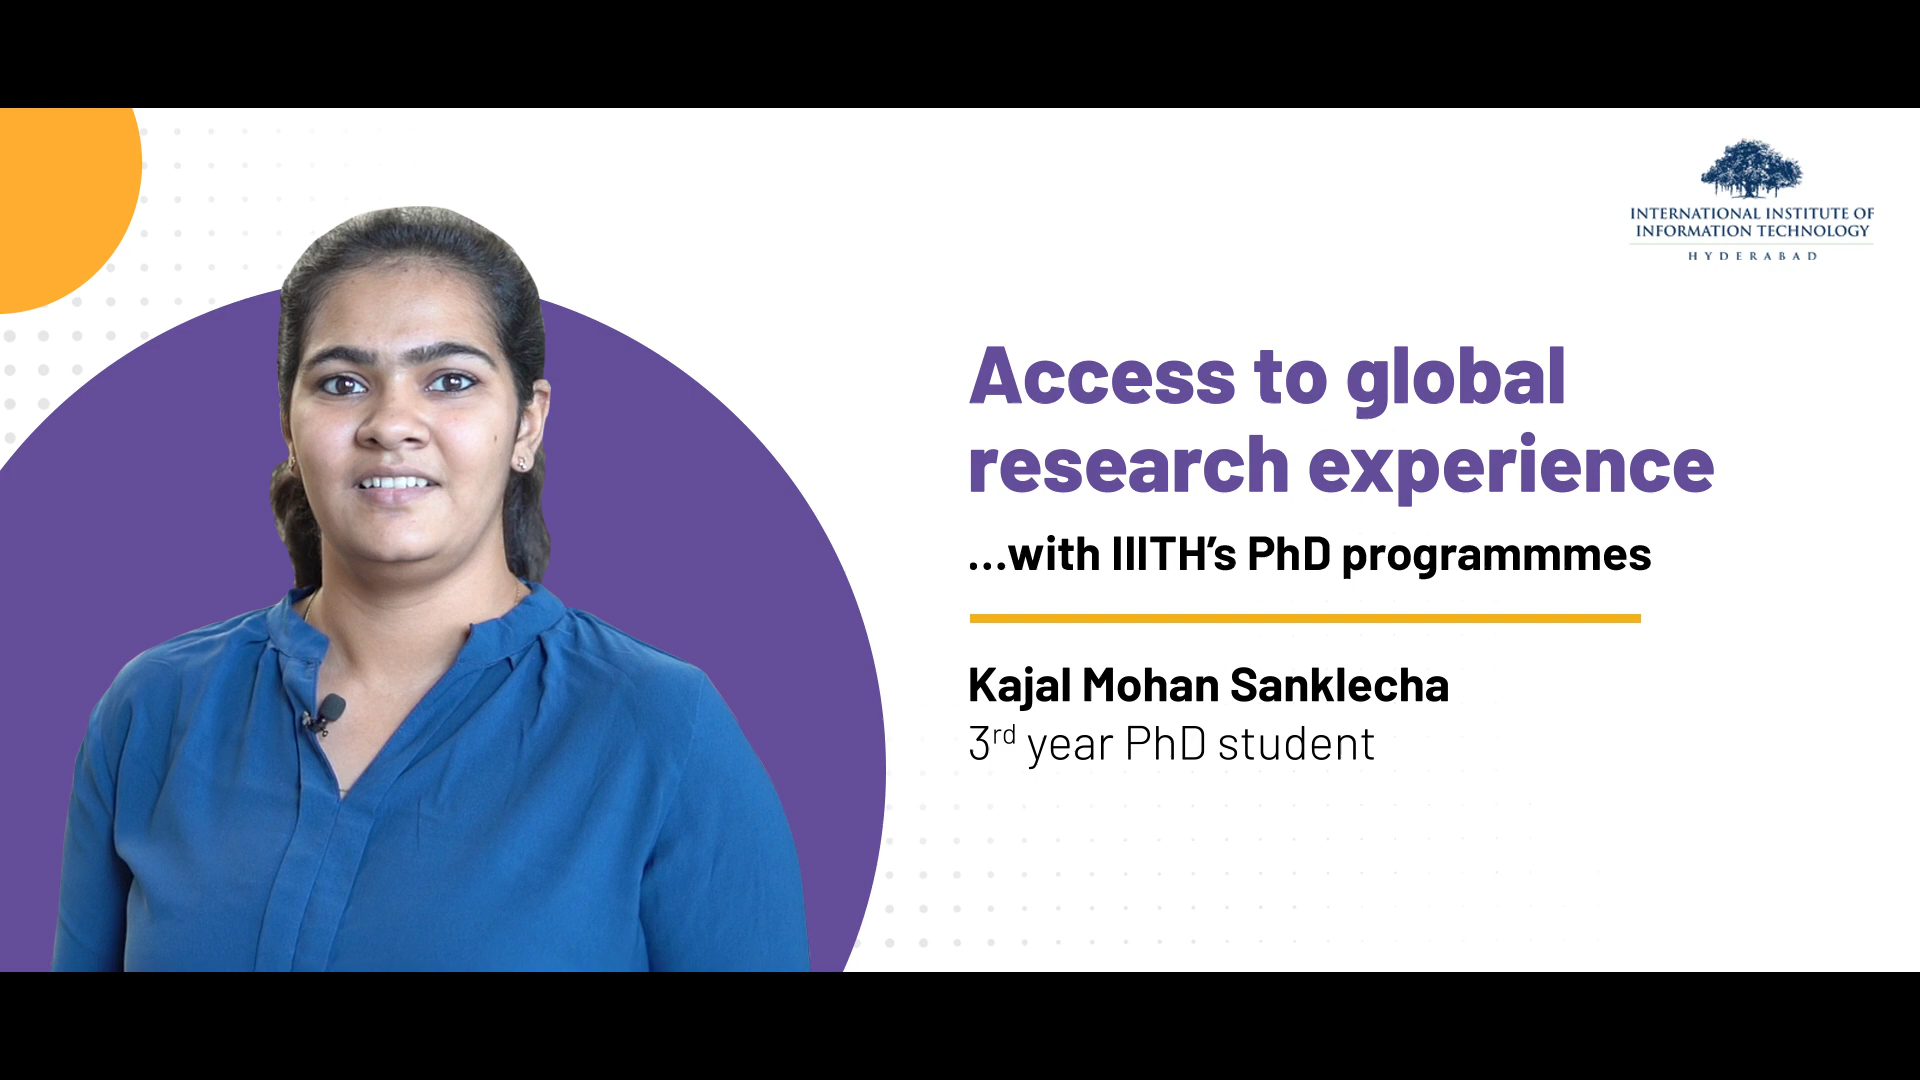 INTERNATIONAL INSTITUTE OF
INFORMATION TECHNOLOGY
HYDERABAD
Access to global
research experience
...with IIITH’s PhD programmmes
Kajal Mohan Sanklecha
3rd year PhD student